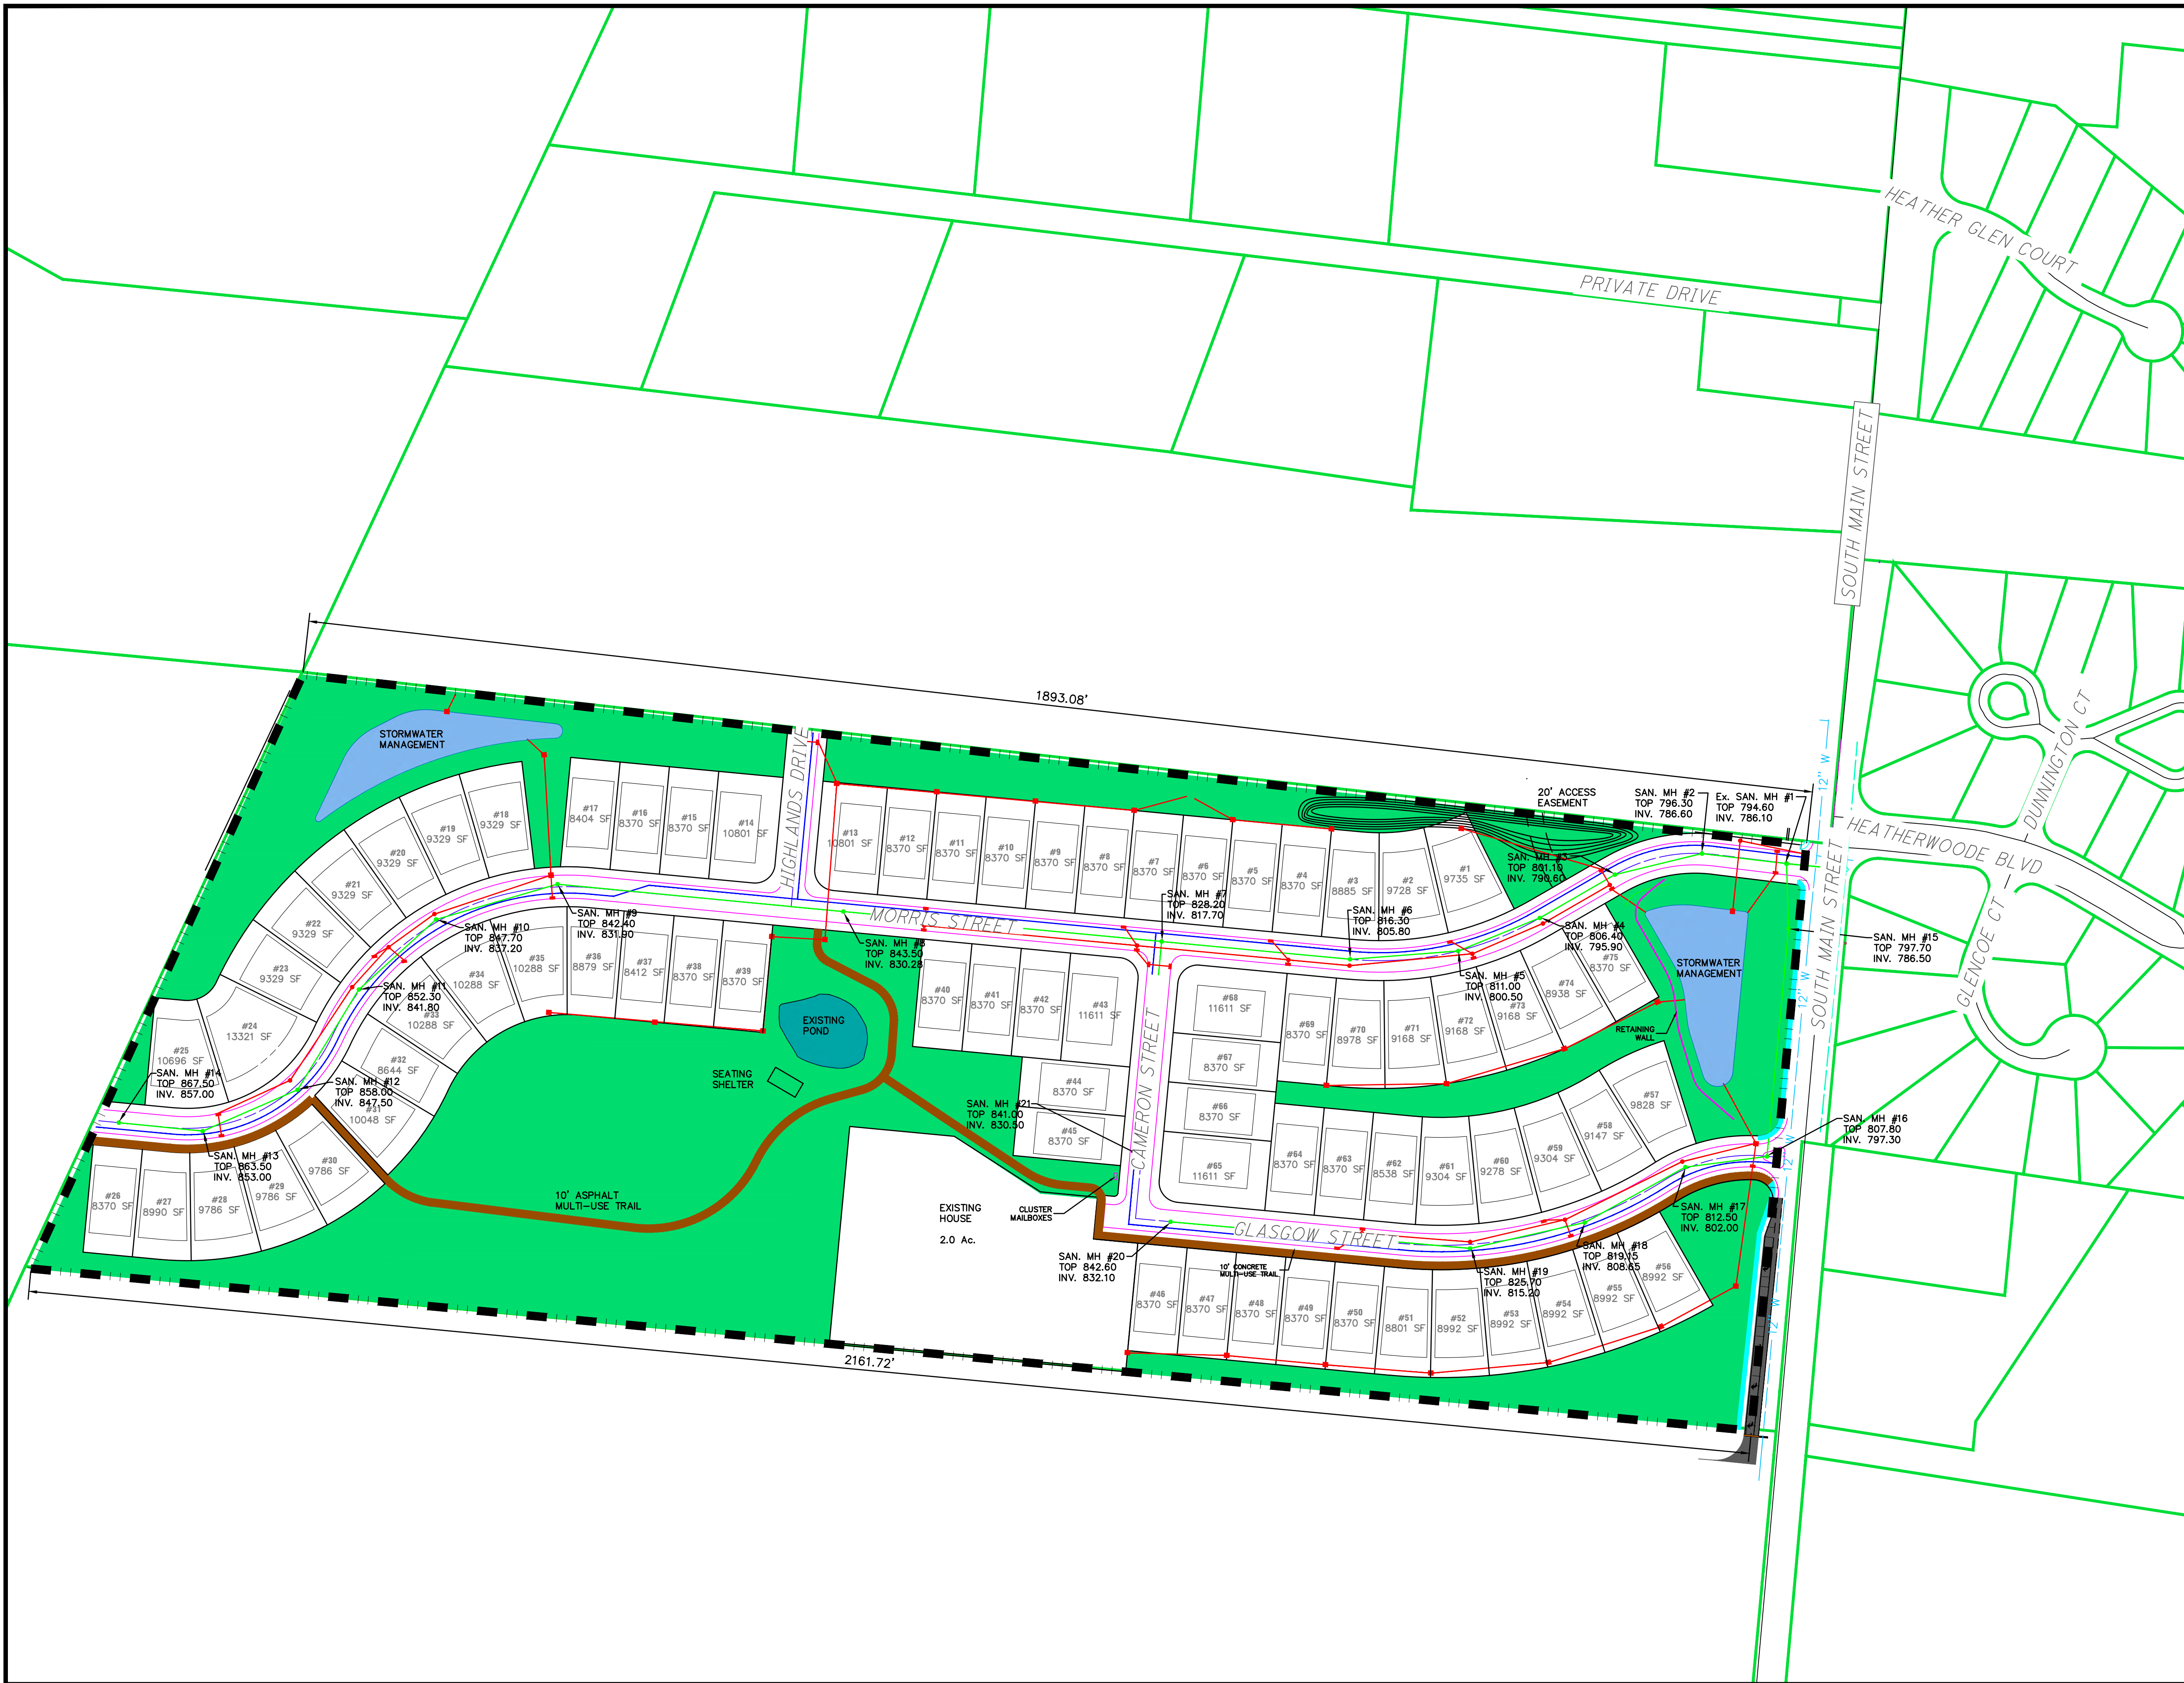 HEATHER GLEN COURT
PRIVATE DRIVE
SOUTH MAIN STREET
1893.08'
DUNNINGTON CT
12" W
HEATHERWOODE BLVD
GLENCOE CT
SOUTH MAIN STREET
12" W
12" W
12" W
STORMWATER
MANAGEMENT
HIGHLANDS DRIVE
20' ACCESS
EASEMENT
SAN. MH #2
TOP 796.30
INV. 786.60
Ex. SAN. MH #1
TOP 794.60
INV. 786.10
#18
9329 SF
#17
8404 SF
#16
8370 SF
#15
8370 SF
#14
10801 SF
#13
10801 SF
#12
8370 SF
#11
8370 SF
#10
8370 SF
#9
8370 SF
#8
8370 SF
#7
8370 SF
#6
8370 SF
#5
8370 SF
#4
8370 SF
#3
8885 SF
#2
9728 SF
#1
9735 SF
SAN. MH #3
TOP 801.10
INV. 790.60
#19
9329 SF
#20
9329 SF
#21
9329 SF
#22
9329 SF
#23
9329 SF
#24
13321 SF
#25
10696 SF
SAN. MH #14
TOP 867.50
INV. 857.00
SAN. MH #9
TOP 842.40
INV. 831.90
SAN. MH #10
TOP 847.70
INV. 837.20
SAN. MH #11
TOP 852.30
INV. 841.80
SAN. MH #12
TOP 858.00
INV. 847.50
SAN. MH #13
TOP 863.50
INV. 853.00
MORRIS STREET
SAN. MH #8
TOP 843.50
INV. 830.28
SAN. MH #7
TOP 828.20
INV. 817.70
SAN. MH #6
TOP 816.30
INV. 805.80
SAN. MH #5
TOP 811.00
INV. 800.50
SAN. MH #4
TOP 806.40
INV. 795.90
STORMWATER
MANAGEMENT
RETAINING
WALL
SAN. MH #15
TOP 797.70
INV. 786.50
#39
8370 SF
#38
8370 SF
#37
8412 SF
#36
8879 SF
#35
10288 SF
#34
10288 SF
#33
10288 SF
#32
8644 SF
#31
10048 SF
#30
9786 SF
#29
9786 SF
#28
9786 SF
#27
8990 SF
#26
8370 SF
EXISTING
POND
SEATING
SHELTER
10' ASPHALT
MULTI-USE TRAIL
#40
8370 SF
#41
8370 SF
#42
8370 SF
#43
11611 SF
#44
8370 SF
#45
8370 SF
CAMERON STREET
SAN. MH #21
TOP 841.00
INV. 830.50
#68
11611 SF
#67
8370 SF
#66
8370 SF
#65
11611 SF
#69
8370 SF
#70
8978 SF
#71
9168 SF
#72
9168 SF
#73
9168 SF
#74
8938 SF
#75
8370 SF
#64
8370 SF
#63
8370 SF
#62
8538 SF
#61
9304 SF
#60
9278 SF
#59
9304 SF
#58
9147 SF
#57
9828 SF
SAN. MH #16
TOP 807.80
INV. 797.30
SAN. MH #17
TOP 812.50
INV. 802.00
EXISTING
HOUSE
2.0 Ac.
CLUSTER
MAILBOXES
SAN. MH #20
TOP 842.60
INV. 832.10
GLASGOW STREET
10' CONCRETE
MULTI-USE TRAIL
SAN. MH #18
TOP 819.15
INV. 808.65
SAN. MH #19
TOP 825.70
INV. 815.20
#46
8370 SF
#47
8370 SF
#48
8370 SF
#49
8370 SF
#50
8370 SF
#51
8801 SF
#52
8992 SF
#53
8992 SF
#54
8992 SF
#55
8992 SF
#56
8992 SF
2161.72'